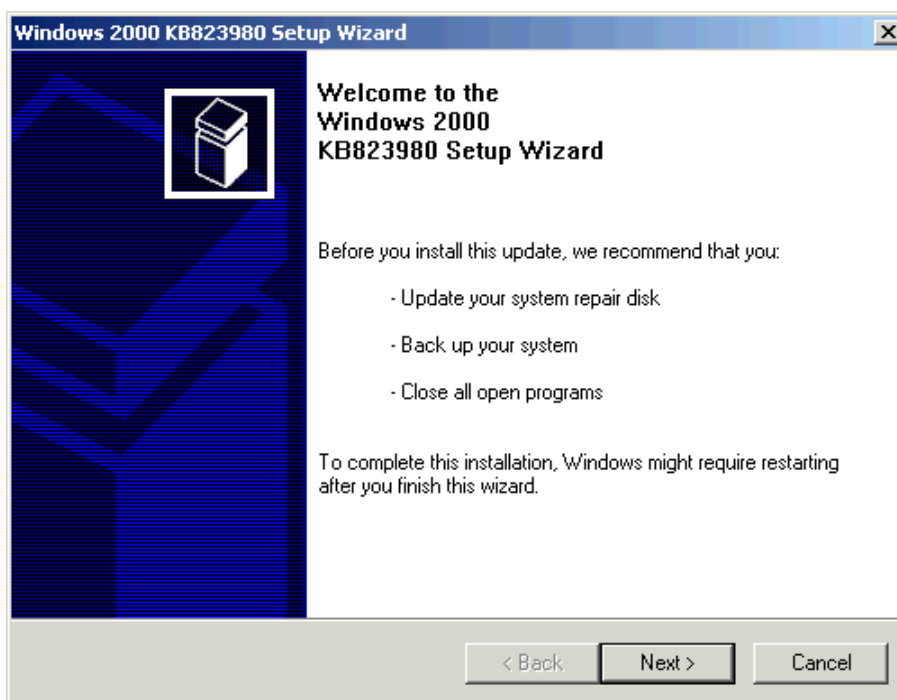 Windows 2000 KB823980 Setup Wizard
Welcome to the
Windows 2000
KB823980 Setup Wizard
Before you install this update, we recommend that you:
- Update your system repair disk
- Back up your system
- Close all open programs
To complete this installation, Windows might require restarting
after you finish this wizard.
< Back
Next >
Cancel